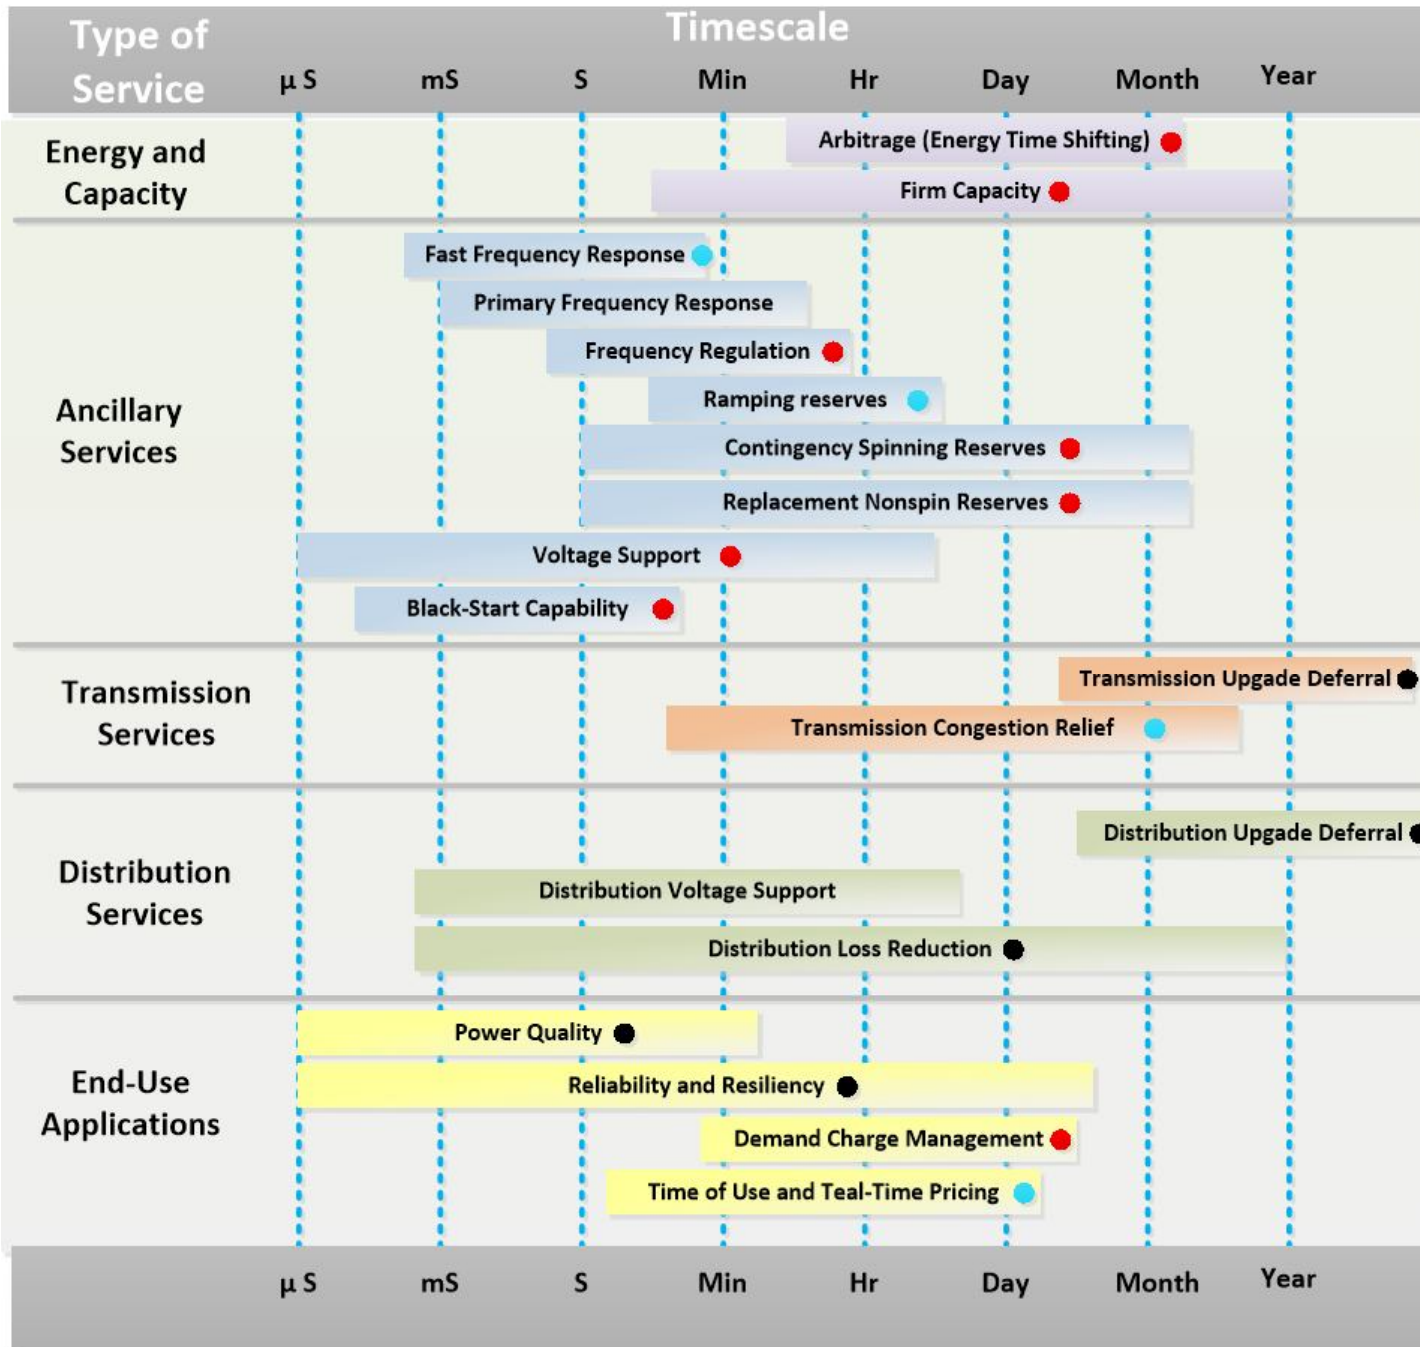 Type of
Service
Timescale
µ S
mS
S
Min
Hr
Day
Month
Year
Energy and
Capacity
Arbitrage (Energy Time Shifting)
Firm Capacity
Ancillary
Services
Fast Frequency Response
Primary Frequency Response
Frequency Regulation
Ramping reserves
Contingency Spinning Reserves
Replacement Nonspin Reserves
Voltage Support
Black-Start Capability
Transmission
Services
Transmission Upgade Deferral
Transmission Congestion Relief
Distribution
Services
Distribution Upgade Deferral
Distribution Voltage Support
Distribution Loss Reduction
End-Use
Applications
Power Quality
Reliability and Resiliency
Demand Charge Management
Time of Use and Teal-Time Pricing
µ S
mS
S
Min
Hr
Day
Month
Year